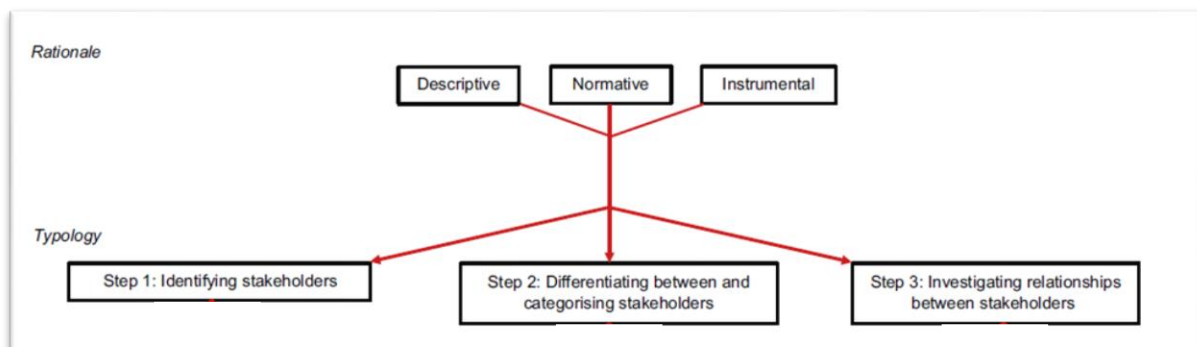 Rationale
Descriptive
Normative
Instrumental
Typology
Step 1: Identifying stakeholders
Step 2: Differentiating between and
categorising stakeholders
Step 3: Investigating relationships
between stakeholders